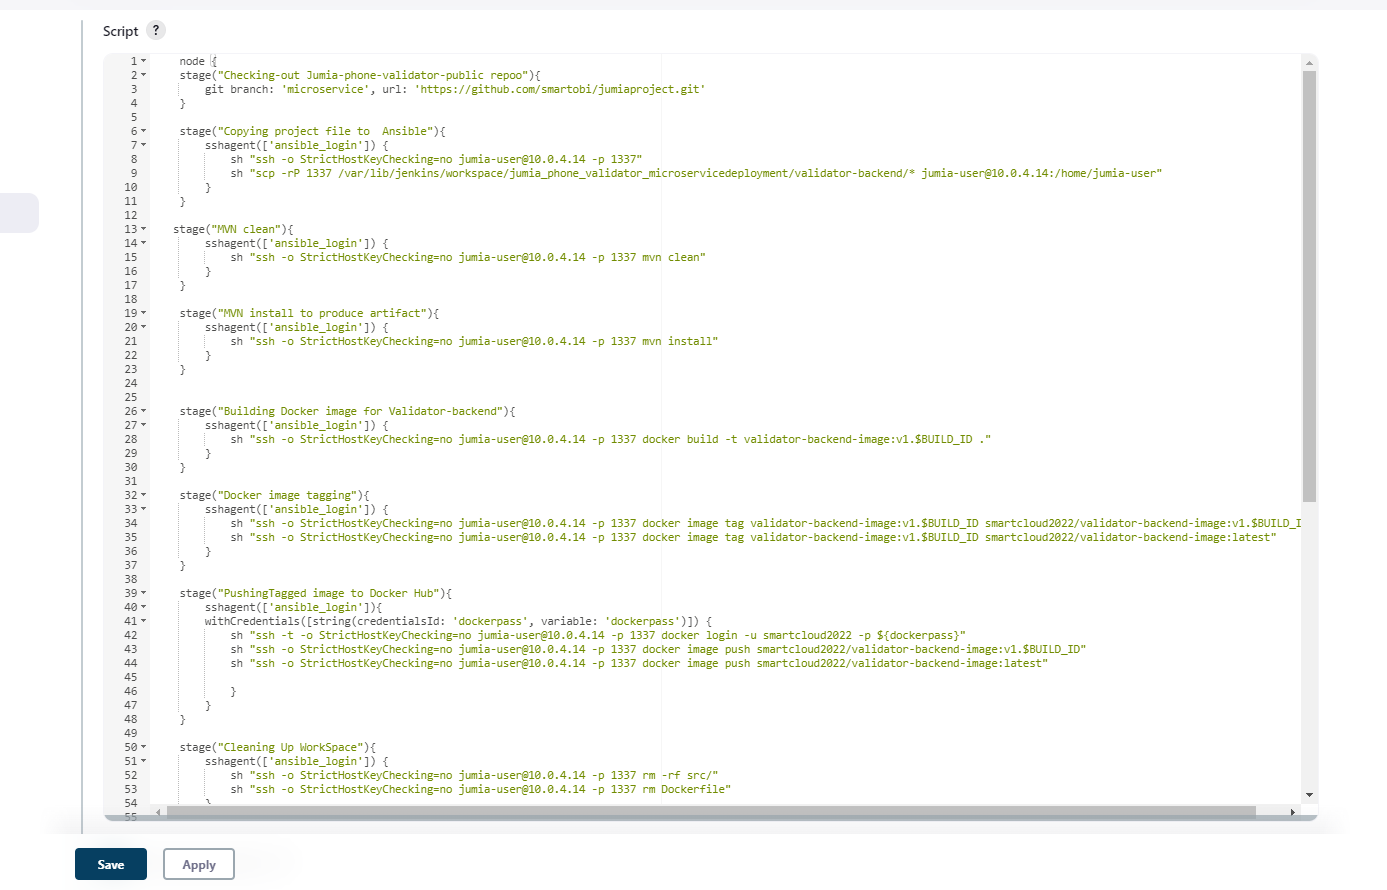 Script ?
1 node {
2 stage("Checking-out Jumia-phone-validator-public repoo"){
3 git branch: 'microservice', url: 'https://github.com/smartobi/jumiaproject.git'
4 }
5
6 stage("Copying project file to  Ansible"){
7 sshagent(['ansible_login']) {
8 sh "ssh -o StrictHostKeyChecking=no jumia-user@10.0.4.14 -p 1337"
9 sh "scp -rP 1337 /var/lib/jenkins/workspace/jumia_phone_validator_microservicedeployment/validator-backend/* jumia-user@10.0.4.14:/home/jumia-user"
10 }
11 }
12
13 stage("MVN clean"){
14 sshagent(['ansible_login']) {
15 sh "ssh -o StrictHostKeyChecking=no jumia-user@10.0.4.14 -p 1337 mvn clean"
16 }
17 }
18
19 stage("MVN install to produce artifact"){
20 sshagent(['ansible_login']) {
21 sh "ssh -o StrictHostKeyChecking=no jumia-user@10.0.4.14 -p 1337 mvn install"
22 }
23 }
24
25
26 stage("Building Docker image for Validator-backend"){
27 sshagent(['ansible_login']) {
28 sh "ssh -o StrictHostKeyChecking=no jumia-user@10.0.4.14 -p 1337 docker build -t validator-backend-image:v1.$BUILD_ID ."
29 }
30 }
31
32 stage("Docker image tagging"){
33 sshagent(['ansible_login']) {
34 sh "ssh -o StrictHostKeyChecking=no jumia-user@10.0.4.14 -p 1337 docker image tag validator-backend-image:v1.$BUILD_ID smartcloud2022/validator-backend-image:v1.$BUILD_I
35 sh "ssh -o StrictHostKeyChecking=no jumia-user@10.0.4.14 -p 1337 docker image tag validator-backend-image:v1.$BUILD_ID smartcloud2022/validator-backend-image:latest"
36 }
37 }
38
39 stage("PushingTagged image to Docker Hub"){
40 sshagent(['ansible_login']){
41 withCredentials([string(credentialsId: 'dockerpass', variable: 'dockerpass')]) {
42 sh "ssh -t -o StrictHostKeyChecking=no jumia-user@10.0.4.14 -p 1337 docker login -u smartcloud2022 -p ${dockerpass}"
43 sh "ssh -o StrictHostKeyChecking=no jumia-user@10.0.4.14 -p 1337 docker image push smartcloud2022/validator-backend-image:v1.$BUILD_ID"
44 sh "ssh -o StrictHostKeyChecking=no jumia-user@10.0.4.14 -p 1337 docker image push smartcloud2022/validator-backend-image:latest"
45
46 }
47 }
48 }
49
50 stage("Cleaning Up WorkSpace"){
51 sshagent(['ansible_login']) {
52 sh "ssh -o StrictHostKeyChecking=no jumia-user@10.0.4.14 -p 1337 rm -rf src/"
53 sh "ssh -o StrictHostKeyChecking=no jumia-user@10.0.4.14 -p 1337 rm Dockerfile"
54 }
55
Save Apply